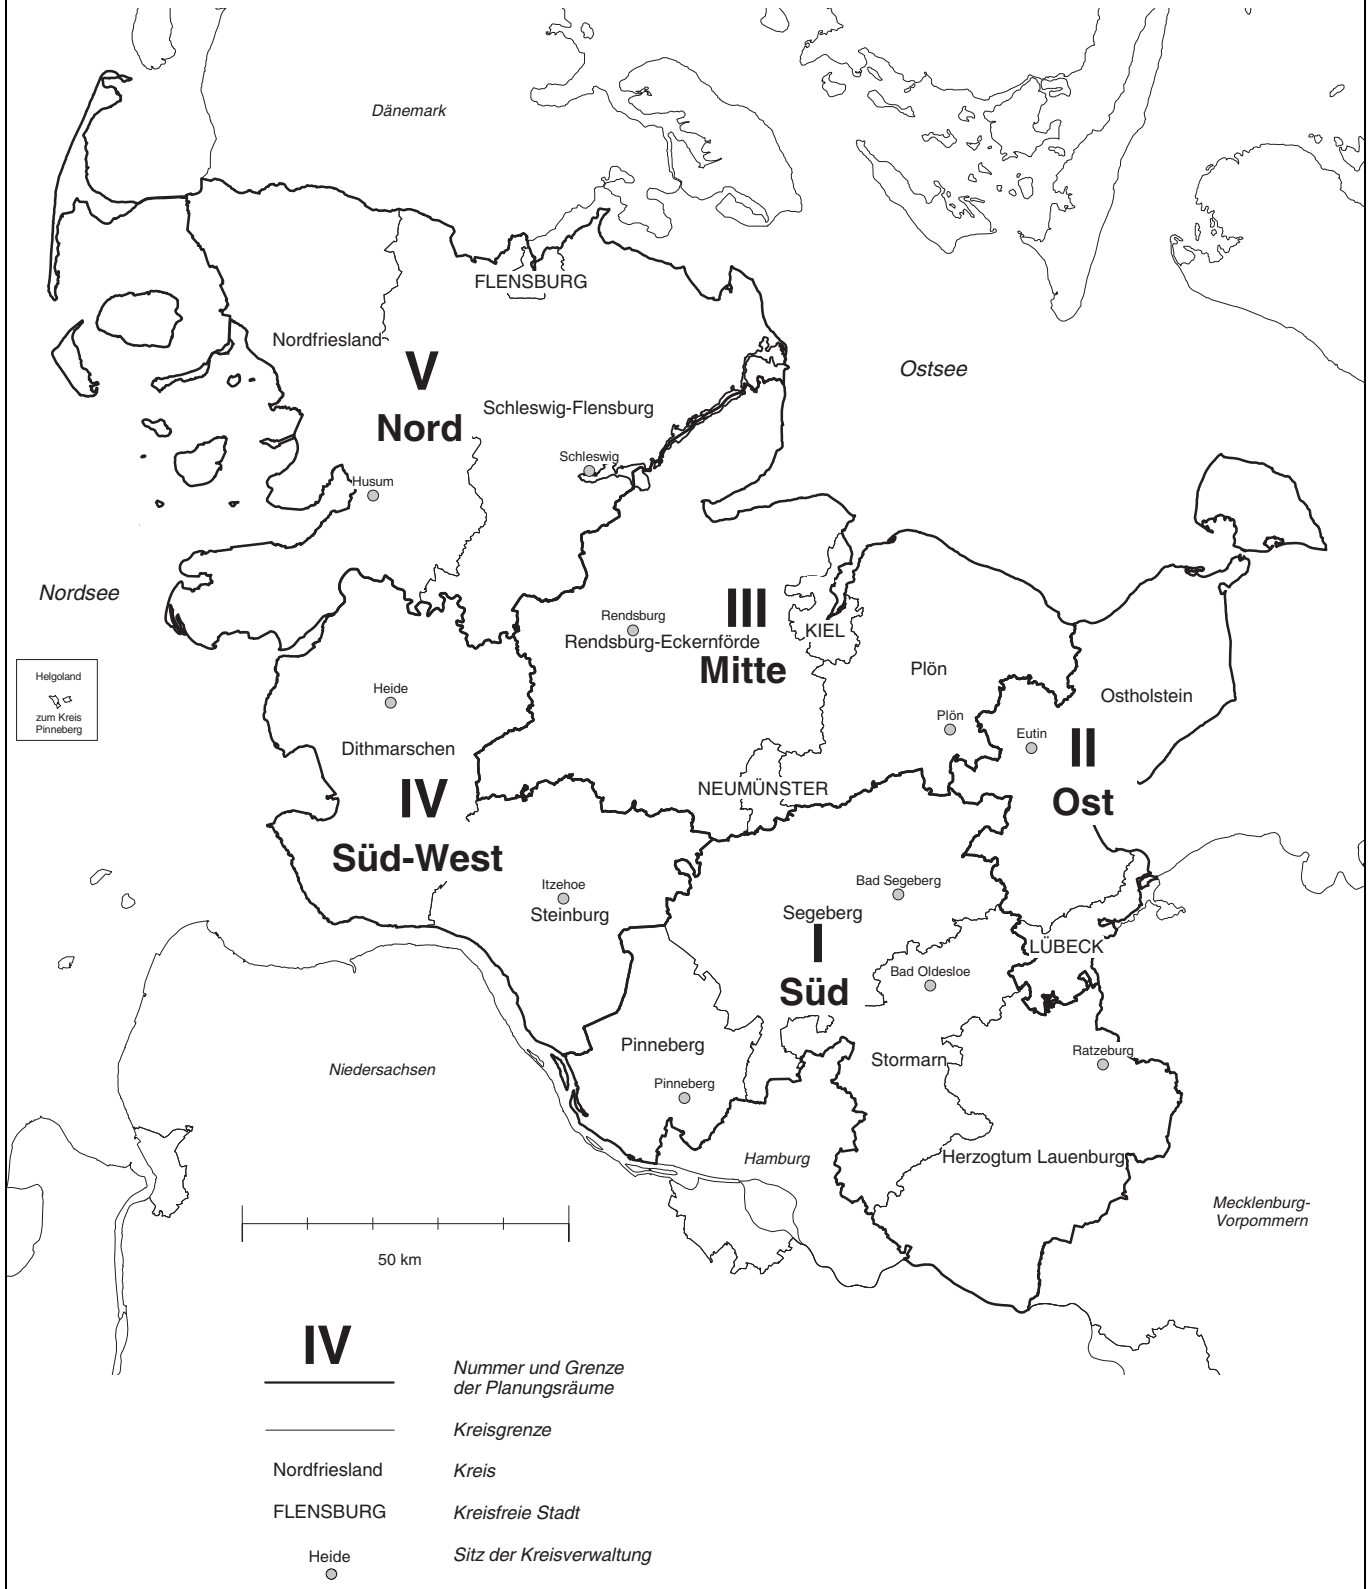 Dänemark
FLENSBURG
Nordfriesland
V
Nord
Ostsee
Schleswig-Flensburg
Schleswig
Husum
Nordsee
III
Mitte
Rendsburg
Rendsburg-Eckernförde
KIEL
Plön
Plön
Ostholstein
Eutin
II
Ost
Helgoland
zum Kreis
Pinneberg
Heide
Dithmarschen
IV
Süd-West
NEUMÜNSTER
Itzehoe
Steinburg
Bad Segeberg
Segeberg
I
Süd
LÜBECK
Bad Oldesloe
Pinneberg
Pinneberg
Stormarn
Ratzeburg
Niedersachsen
Hamburg
Herzogtum Lauenburg
Mecklenburg-
Vorpommern
50 km
IV
Nummer und Grenze
der Planungsräume
Kreisgrenze
Nordfriesland
Kreis
FLENSBURG
Kreisfreie Stadt
Heide
Sitz der Kreisverwaltung